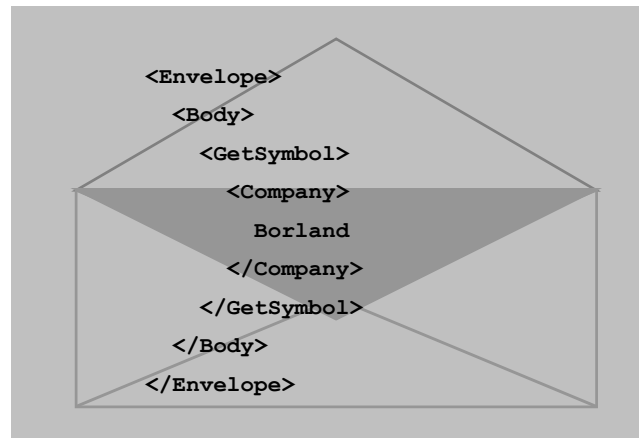 <Envelope>
<Body>
<GetSymbol>
<Company>
Borland
</Company>
</GetSymbol>
</Body>
</Envelope>